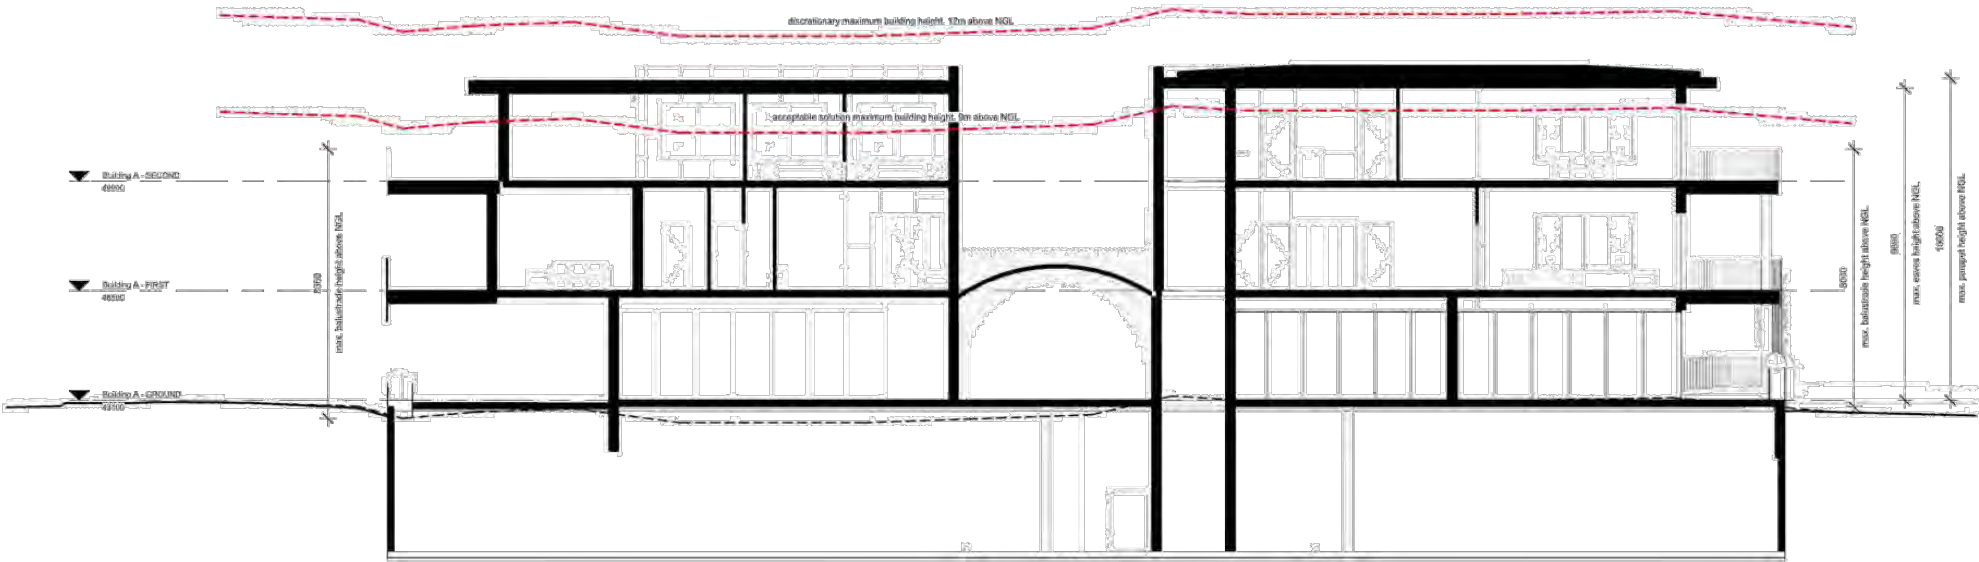 discretionary maximum building height, 12m above NGL
acceptable solution maximum building height, 9m above NGL
Building A - SECOND
Building A - FIRST
Building A - GROUND
43100
max. balustrade height above NGL
8000
max. balustrade height above NGL
max. eaves height above NGL
max. parapet height above NGL